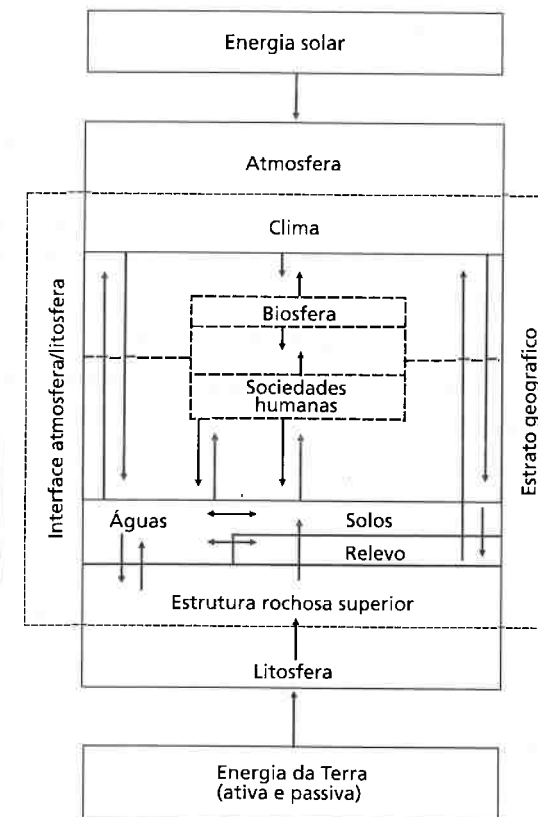 Energia solar
Atmosfera
Clima
Interface atmosfera/litosfera
Estrato geográfico
Biosfera
Sociedades
humanas
Águas
Solos
Relevo
Estrutura rochosa superior
Litosfera
Energia da Terra
(ativa e passiva)